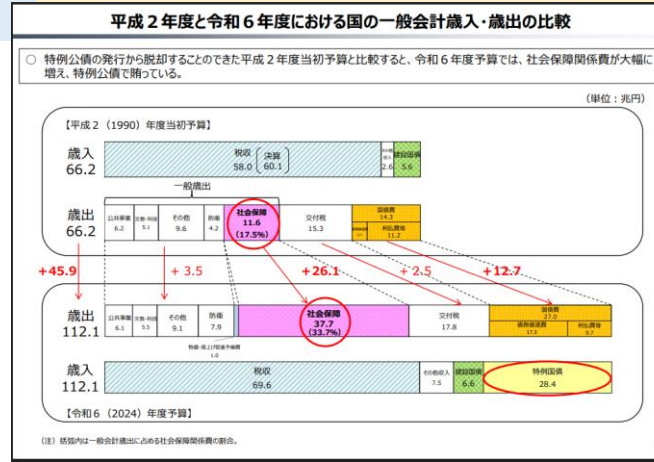 平成２年度と令和６年度における国の一般会計歳入・歳出の比較
○ 特例公債の発行から脱却することのできた平成２年度当初予算と比較すると、令和６年度予算では、社会保障関係費が大幅に
増え、特例公債で賄っている。
(単位：兆円)
【平成２（1990）年度当初予算】
歳入
66.2
税収
58.0
決算
60.1
2.6
建設国債
5.6
一般歳出
歳出
66.2
公共事業
6.2
文教・科技
5.1
その他
9.6
防衛
4.2
社会保障
11.6
(17.5%)
交付税
15.3
国債費
14.3
利払費等
11.2
+45.9
+ 3.5
+26.1
+ 2.5
+12.7
歳出
112.1
公共事業
6.1
文教・科技
5.5
その他
9.1
防衛
7.9
1.0
社会保障
37.7
(33.7%)
交付税
17.8
国債費
27.0
債務償還費
17.3
利払費等
9.7
歳入
112.1
税収
69.6
その他収入
7.5
建設国債
6.6
特例国債
28.4
【令和６（2024）年度予算】
(注) 括弧内は一般会計歳出に占める社会保障関係費の割合。